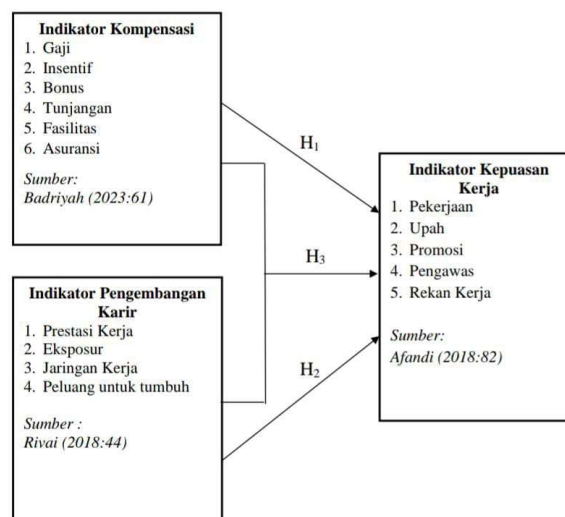 Indikator Kompensasi
1. Gaji
2. Insentif
3. Bonus
4. Tunjangan
5. Fasilitas
6. Asuransi
Sumber:
Badriyah (2023:61)
H₁
Indikator Kepuasan
Kerja
1. Pekerjaan
2. Upah
3. Promosi
4. Pengawas
5. Rekan Kerja
Sumber:
Afandi (2018:82)
H₃
Indikator Pengembangan
Karir
1. Prestasi Kerja
2. Eksposur
3. Jaringan Kerja
4. Peluang untuk tumbuh
Sumber :
Rivai (2018:44)
H₂